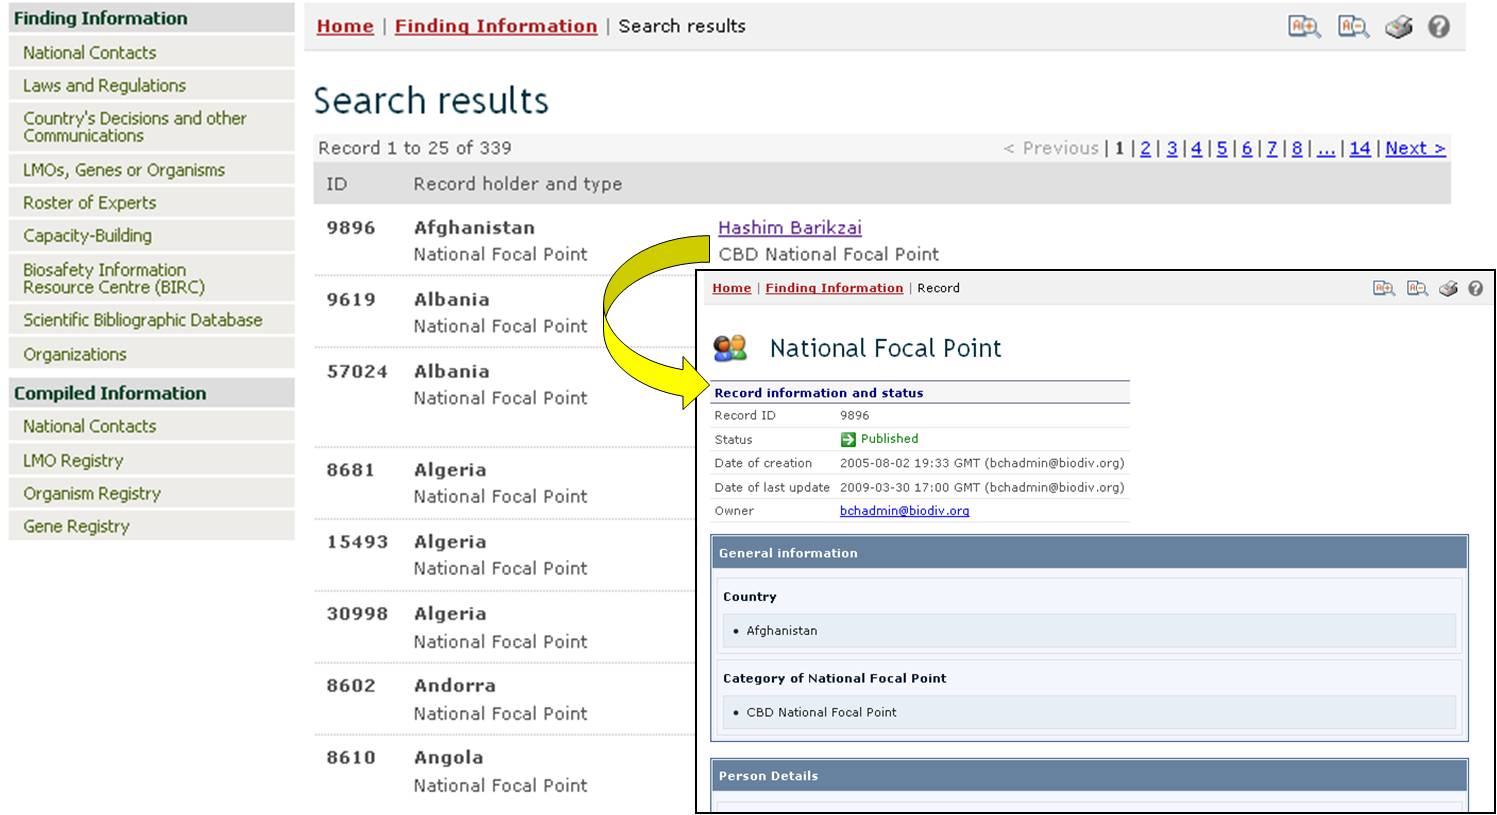 Finding Information
National Contacts
Laws and Regulations
Country's Decisions and other
Communications
LMOs, Genes or Organisms
Roster of Experts
Capacity-Building
Biosafety Information
Resource Centre (BIRC)
Scientific Bibliographic Database
Organizations
Compiled Information
National Contacts
LMO Registry
Organism Registry
Gene Registry
Home | Finding Information | Search results
Search results
Record 1 to 25 of 339 < Previous | 1 | 2 | 3 | 4 | 5 | 6 | 7 | 8 | ... | 14 | Next >
ID Record holder and type
9896 Afghanistan Hashim Barikzai
National Focal Point CBD National Focal Point
9619 Albania
National Focal Point
57024 Albania
National Focal Point
8681 Algeria
National Focal Point
15493 Algeria
National Focal Point
30998 Algeria
National Focal Point
8602 Andorra
National Focal Point
8610 Angola
National Focal Point
Home | Finding Information | Record
National Focal Point
Record information and status
Record ID 9896
Status Published
Date of creation 2005-08-02 19:33 GMT (bchadmin@biodiv.org)
Date of last update 2009-03-30 17:00 GMT (bchadmin@biodiv.org)
Owner bchadmin@biodiv.org
General information
Country
• Afghanistan
Category of National Focal Point
• CBD National Focal Point
Person Details